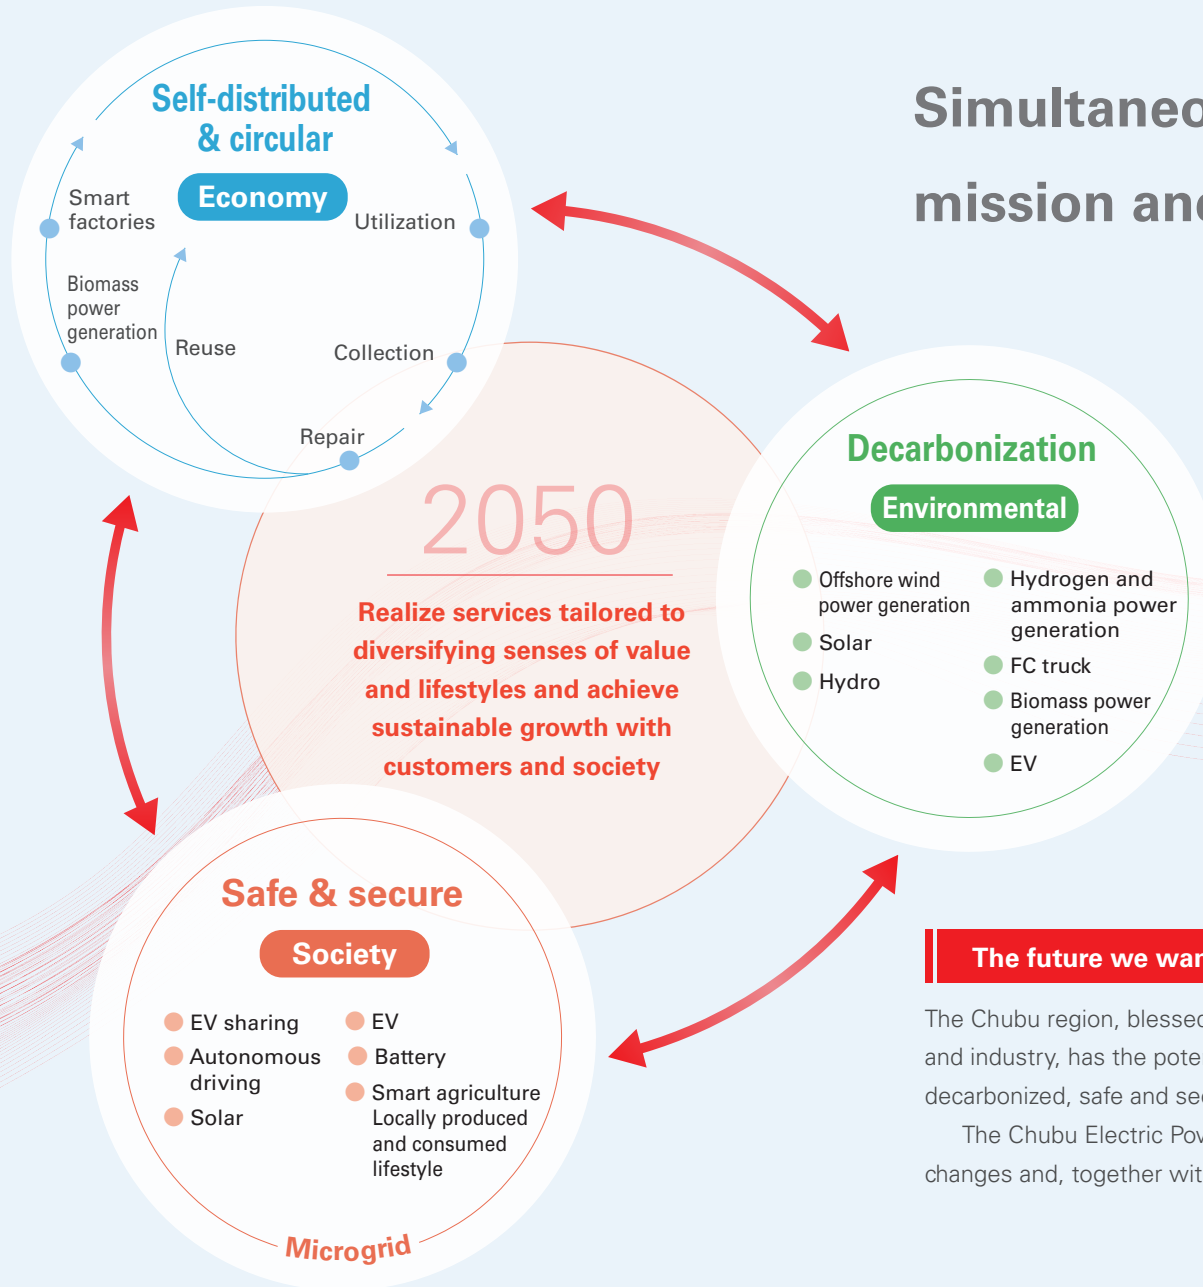 Self-distributed
& circular
Economy
Smart
factories
Utilization
Biomass
power
generation
Reuse
Collection
Repair
Simultaneo
mission and
2050
Realize services tailored to
diversifying senses of value
and lifestyles and achieve
sustainable growth with
customers and society
Decarbonization
Environmental
Offshore wind
power generation
Solar
Hydro
Hydrogen and
ammonia power
generation
FC truck
Biomass power
generation
EV
Safe & secure
Society
EV sharing
Autonomous
driving
Solar
EV
Battery
Smart agriculture
Locally produced
and consumed
lifestyle
Microgrid
The future we wan
The Chubu region, blessed
and industry, has the pote
decarbonized, safe and sec
The Chubu Electric Pov
changes and, together wit